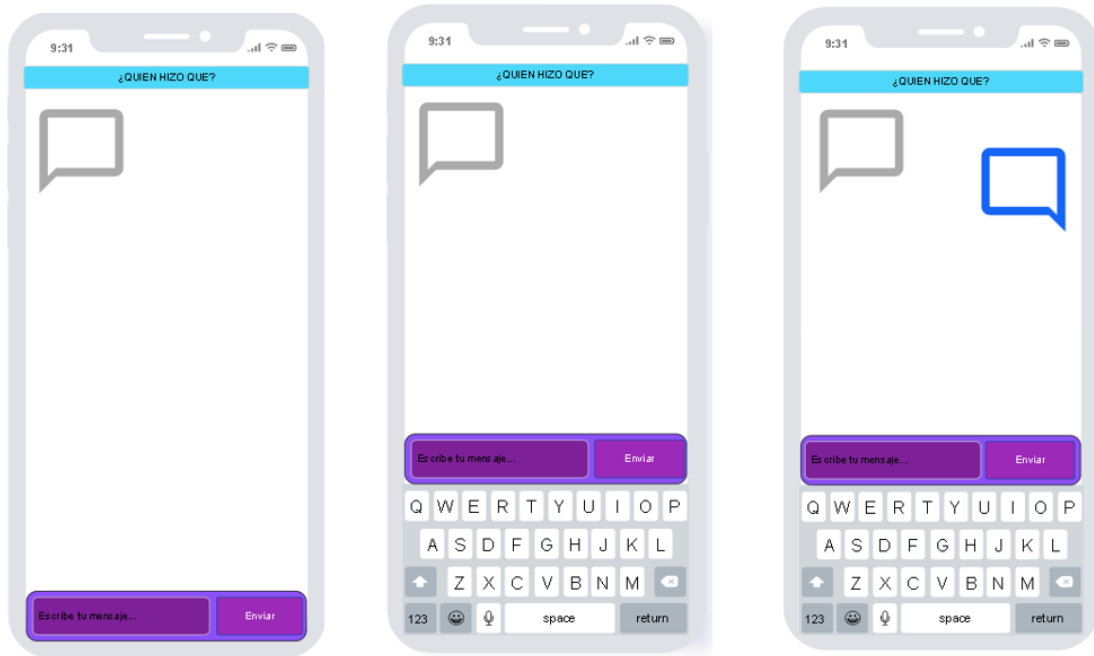 9:31
¿QUIEN HIZO QUE?
Escribe tu mensaje...
Enviar
9:31
¿QUIEN HIZO QUE?
Escribe tu mensaje...
Enviar
Q W E R T Y U I O P
A S D F G H J K L
Z X C V B N M
123 space return
9:31
¿QUIEN HIZO QUE?
Escribe tu mensaje...
Enviar
Q W E R T Y U I O P
A S D F G H J K L
Z X C V B N M
123 space return